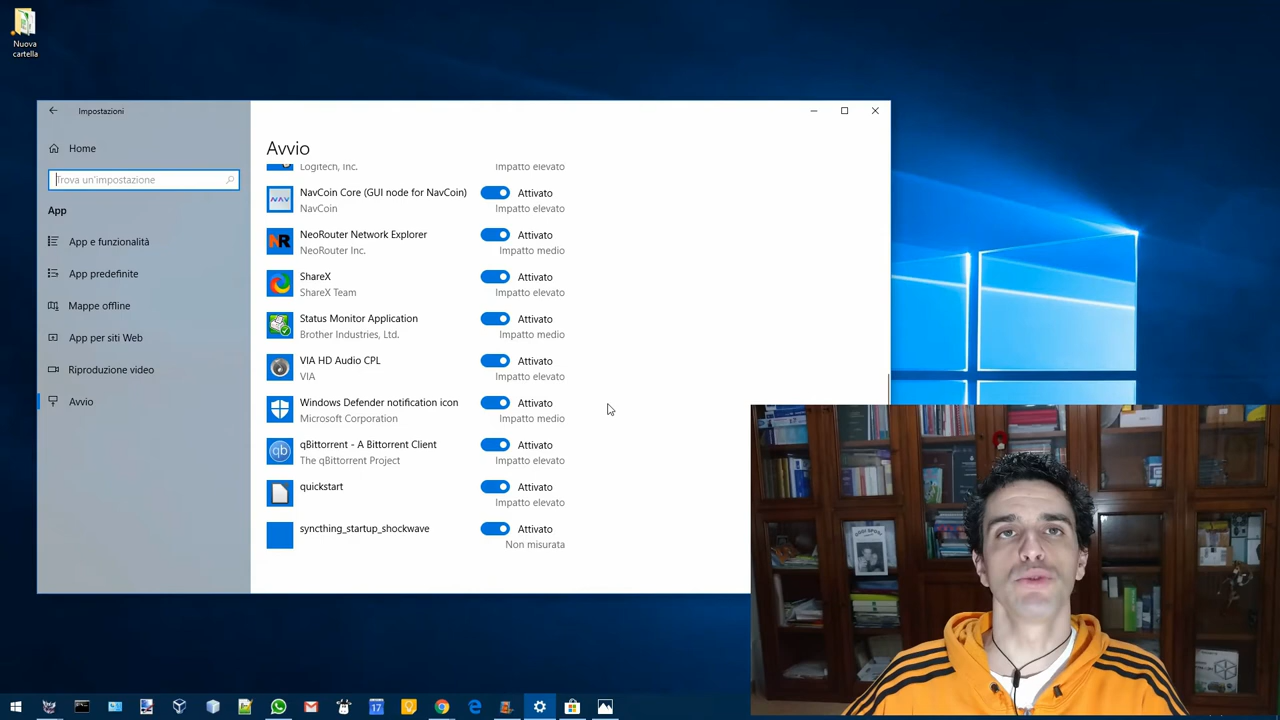 Nuova
cartella
Impostazioni
Home
Trova un'impostazione
App
App e funzionalità
App predefinite
Mappe offline
App per siti Web
Riproduzione video
Avvio
Avvio
Logitech, Inc.
Impatto elevato
NavCoin Core (GUI node for NavCoin)
Attivato
NavCoin
Impatto elevato
NeoRouter Network Explorer
Attivato
NeoRouter Inc.
Impatto medio
ShareX
Attivato
ShareX Team
Impatto elevato
Status Monitor Application
Attivato
Brother Industries, Ltd.
Impatto medio
VIA HD Audio CPL
Attivato
VIA
Impatto elevato
Windows Defender notification icon
Attivato
Microsoft Corporation
Impatto medio
qBittorrent - A Bittorrent Client
Attivato
The qBittorrent Project
Impatto elevato
quickstart
Attivato
Impatto elevato
syncthing_startup_shockwave
Attivato
Non misurata